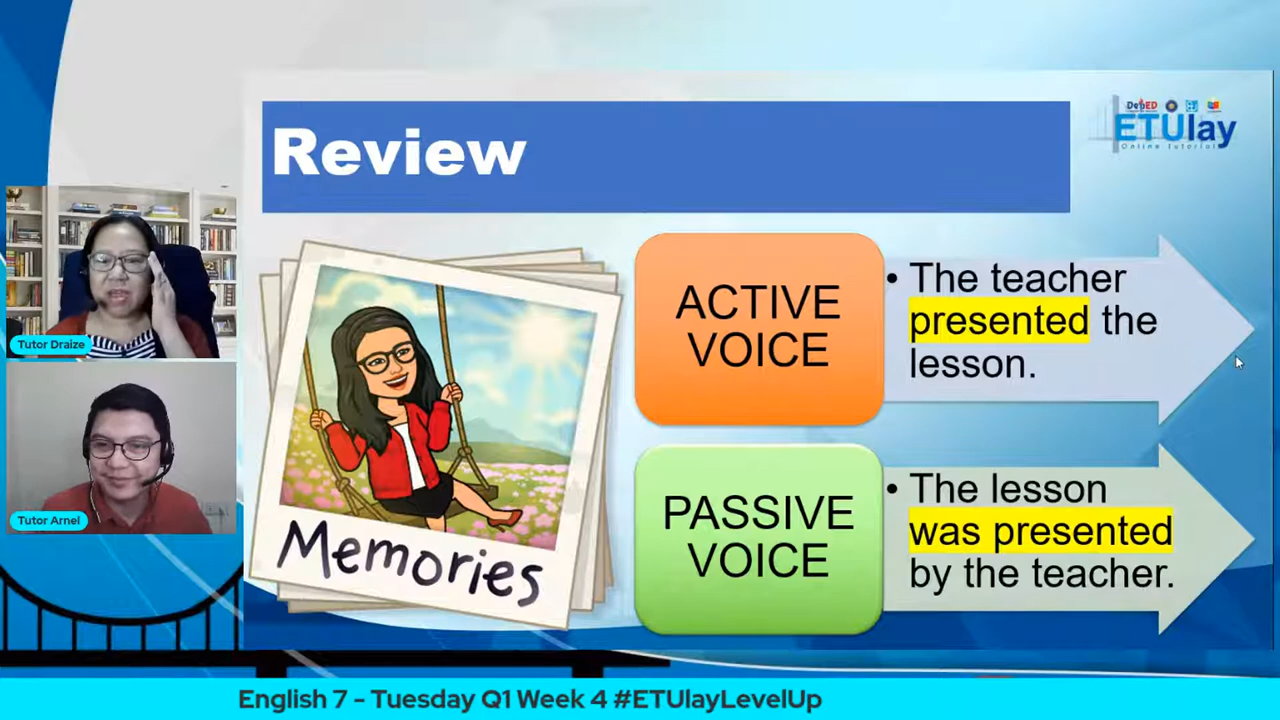 Review
DepED
ETUlay
Online Tutorial
Tutor Draize
Tutor Arnel
Memories
ACTIVE
VOICE
• The teacher
presented the
lesson.
PASSIVE
VOICE
• The lesson
was presented
by the teacher.
English 7 - Tuesday Q1 Week 4 #ETUlayLevelUp